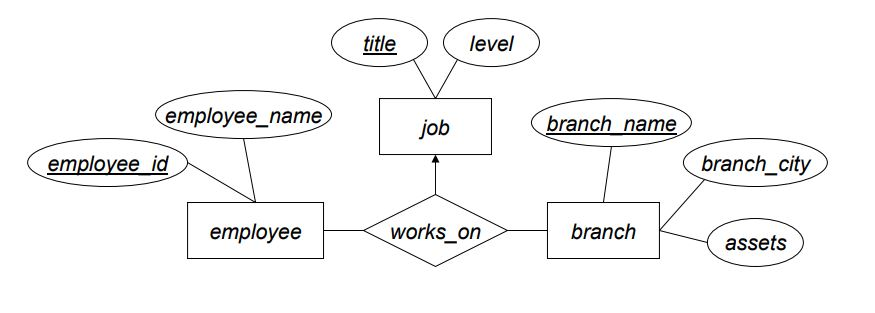 title
level
employee_name
job
branch_name
employee_id
branch_city
employee
works_on
branch
assets